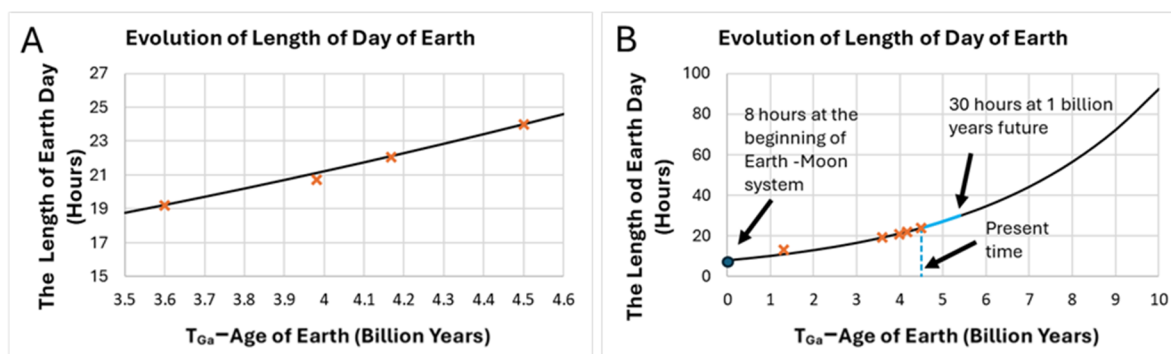 A
Evolution of Length of Day of Earth
The Length of Earth Day
(Hours)
27
25
23
21
19
17
15
3.5 3.6 3.7 3.8 3.9 4 4.1 4.2 4.3 4.4 4.5 4.6
TGa−Age of Earth (Billion Years)
B
Evolution of Length of Day of Earth
The Length od Earth Day
(Hours)
100
80
60
40
20
0
8 hours at the
beginning of
Earth -Moon
system
30 hours at 1 billion
years future
Present
time
0 1 2 3 4 5 6 7 8 9 10
TGa−Age of Earth (Billion Years)